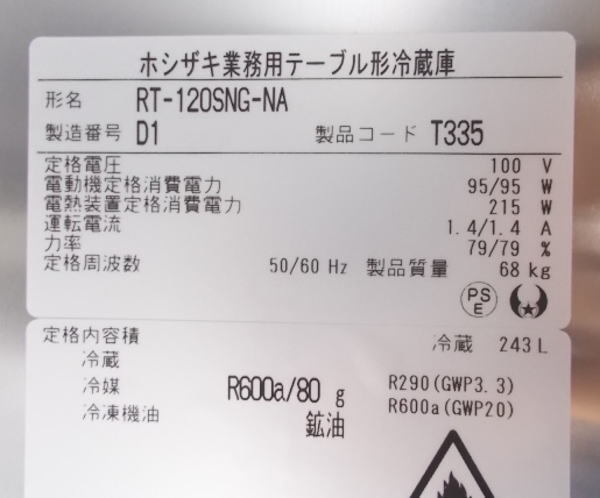 ホシザキ業務用テーブル形冷蔵庫
形名 RT-120SNG-NA
製造番号 D1 製品コード T335
定格電圧 100 V
電動機定格消費電力 95/95 W
電熱装置定格消費電力 215 W
運転電流 1.4/1.4 A
力率 79/79 %
定格周波数 50/60 Hz 製品質量 68 kg
PS
E
定格内容積 冷蔵 243 L
冷蔵
冷媒 R600a/80 g R290(GWP3.3)
冷凍機油 鉱油 R600a(GWP20)